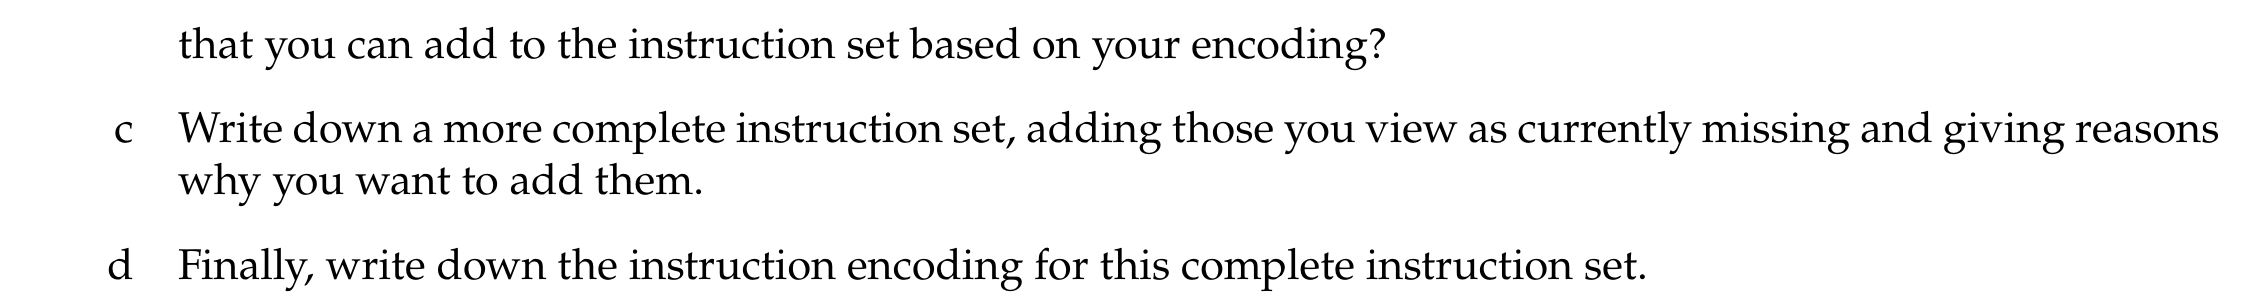 that you can add to the instruction set based on your encoding?
c Write down a more complete instruction set, adding those you view as currently missing and giving reasons
why you want to add them.
d Finally, write down the instruction encoding for this complete instruction set.